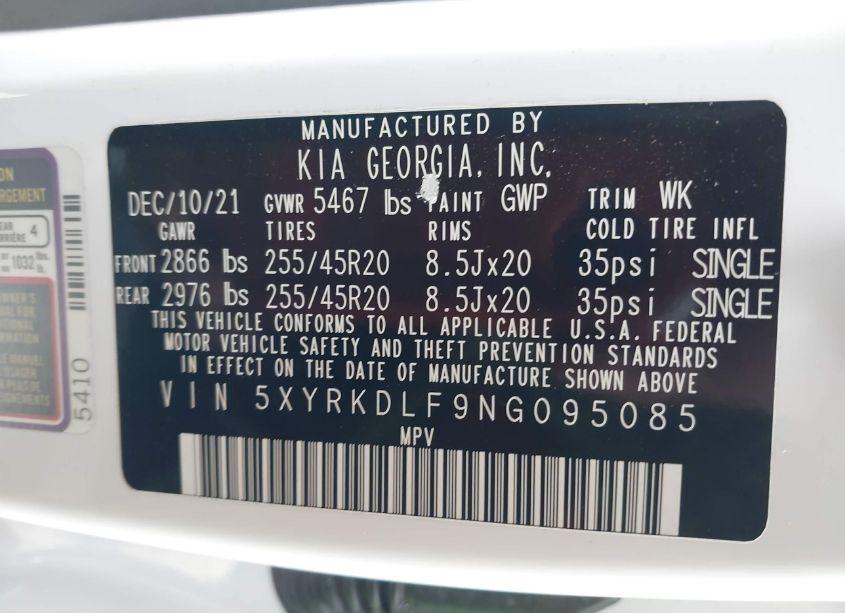 MANUFACTURED BY
KIA GEORGIA, INC.
DEC/10/21 GVWR 5467 lbs PAINT GWP TRIM WK
GAWR TIRES RIMS COLD TIRE INFL
FRONT 2866 lbs 255/45R20 8.5Jx20 35psi SINGLE
REAR 2976 lbs 255/45R20 8.5Jx20 35psi SINGLE
THIS VEHICLE CONFORMS TO ALL APPLICABLE U.S.A. FEDERAL
MOTOR VEHICLE SAFETY AND THEFT PREVENTION STANDARDS
IN EFFECT ON THE DATE OF MANUFACTURE SHOWN ABOVE
VIN 5XYRKDLF9NG095085
MPV
4
1032 lbs.
5410